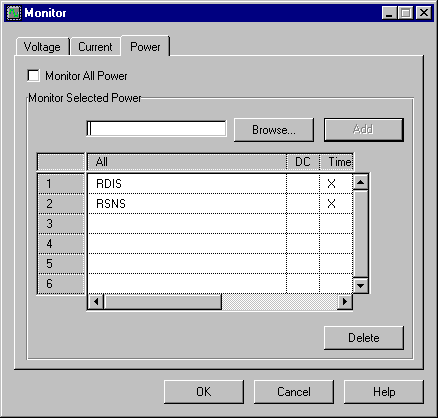 Monitor
Voltage Current Power
Monitor All Power
Monitor Selected Power
Browse... Add
All DC Time
1 RDIS X
2 RSNS X
3
4
5
6
Delete
OK Cancel Help